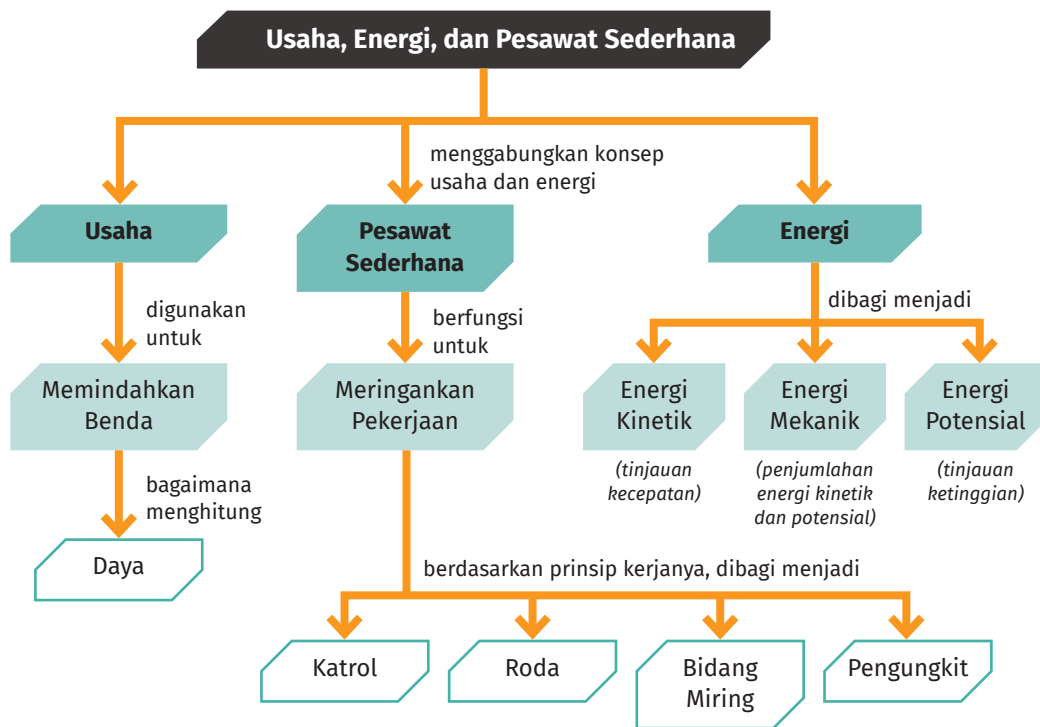 Usaha, Energi, dan Pesawat Sederhana
menggabungkan konsep
usaha dan energi
Usaha
Pesawat
Sederhana
Energi
digunakan
untuk
berfungsi
untuk
dibagi menjadi
Memindahkan
Benda
Meringankan
Pekerjaan
Energi
Kinetik
Energi
Mekanik
Energi
Potensial
(tinjauan
kecepatan)
(penjumlahan
energi kinetik
dan potensial)
(tinjauan
ketinggian)
bagaimana
menghitung
Daya
berdasarkan prinsip kerjanya, dibagi menjadi
Katrol
Roda
Bidang
Miring
Pengungkit